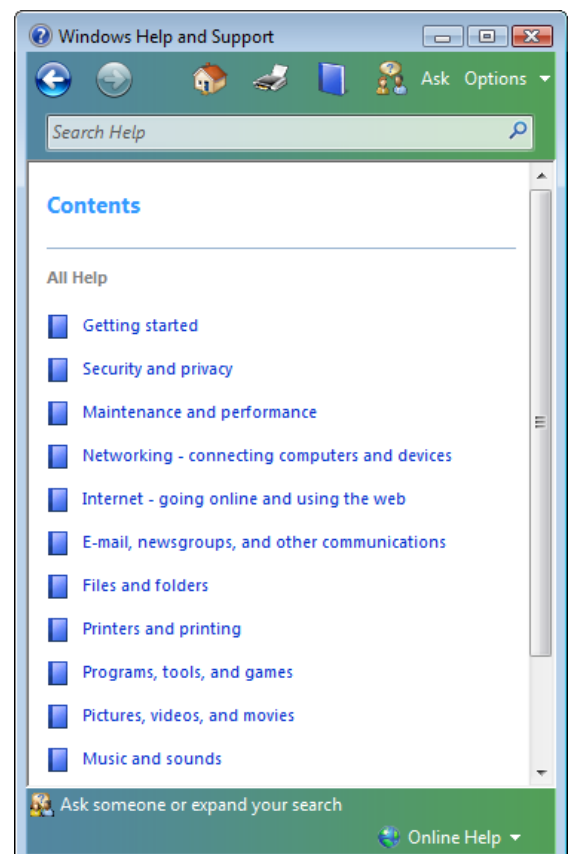 Windows Help and Support
Ask Options
Search Help
Contents
All Help
Getting started
Security and privacy
Maintenance and performance
Networking - connecting computers and devices
Internet - going online and using the web
E-mail, newsgroups, and other communications
Files and folders
Printers and printing
Programs, tools, and games
Pictures, videos, and movies
Music and sounds
Ask someone or expand your search
Online Help